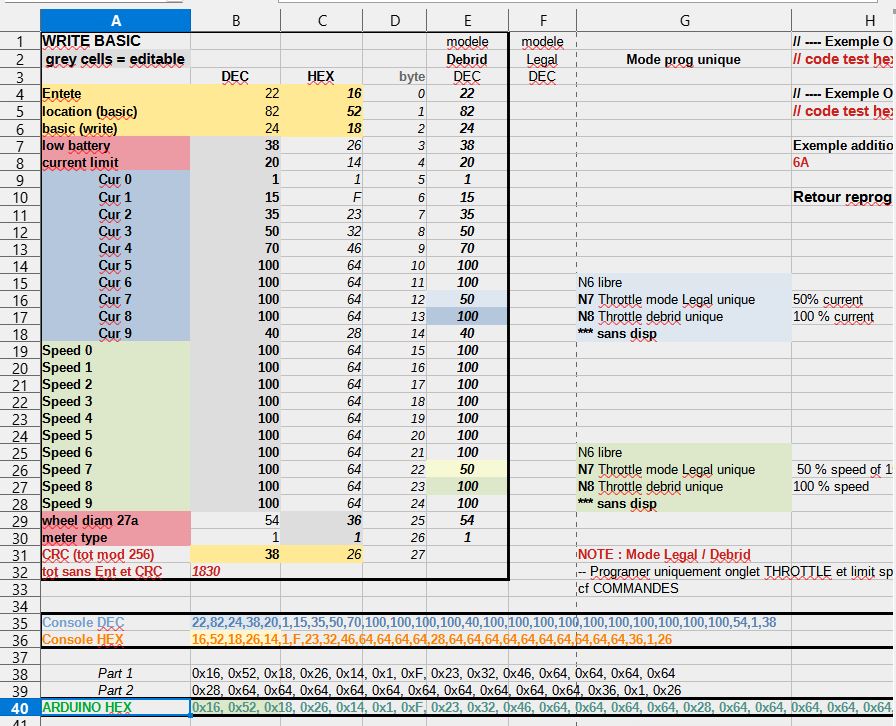 A B C D E F G H
1 WRITE BASIC modele modele // ---- Exemple O
2 grey cells = editable Debrid Legal Mode prog unique // code test hex
3 DEC HEX byte DEC DEC
4 Entete 22 16 0 22 // ---- Exemple O
5 location (basic) 82 52 1 82 // code test hex
6 basic (write) 24 18 2 24
7 low battery 38 26 3 38 Exemple additio
8 current limit 20 14 4 20 6A
9 Cur 0 1 1 5 1
10 Cur 1 15 F 6 15 Retour reprog
11 Cur 2 35 23 7 35
12 Cur 3 50 32 8 50
13 Cur 4 70 46 9 70
14 Cur 5 100 64 10 100
15 Cur 6 100 64 11 100 N6 libre
16 Cur 7 100 64 12 50 N7 Throttle mode Legal unique 50% current
17 Cur 8 100 64 13 100 N8 Throttle debrid unique 100 % current
18 Cur 9 40 28 14 40 *** sans disp
19 Speed 0 100 64 15 100
20 Speed 1 100 64 16 100
21 Speed 2 100 64 17 100
22 Speed 3 100 64 18 100
23 Speed 4 100 64 19 100
24 Speed 5 100 64 20 100
25 Speed 6 100 64 21 100 N6 libre
26 Speed 7 100 64 22 50 N7 Throttle mode Legal unique 50 % speed of 1
27 Speed 8 100 64 23 100 N8 Throttle debrid unique 100 % speed
28 Speed 9 100 64 24 100 *** sans disp
29 wheel diam 27a 54 36 25 54
30 meter type 1 1 26 1
31 CRC (tot mod 256) 38 26 27 NOTE : Mode Legal / Debrid
32 tot sans Ent et CRC 1830 -- Programer uniquement onglet THROTTLE et limit sp
33 cf COMMANDES
34
35 Console DEC 22,82,24,38,20,1,15,35,50,70,100,100,100,100,40,100,100,100,100,100,100,100,100,100,100,54,1,38
36 Console HEX 16,52,18,26,14,1,F,23,32,46,64,64,64,64,28,64,64,64,64,64,64,64,64,64,64,36,1,26
37
38 Part 1 0x16, 0x52, 0x18, 0x26, 0x14, 0x1, 0xF, 0x23, 0x32, 0x46, 0x64, 0x64, 0x64, 0x64
39 Part 2 0x28, 0x64, 0x64, 0x64, 0x64, 0x64, 0x64, 0x64, 0x64, 0x64, 0x64, 0x36, 0x1, 0x26
40 ARDUINO HEX 0x16, 0x52, 0x18, 0x26, 0x14, 0x1, 0xF, 0x23, 0x32, 0x46, 0x64, 0x64, 0x64, 0x64, 0x28, 0x64, 0x64, 0x64, 0x64